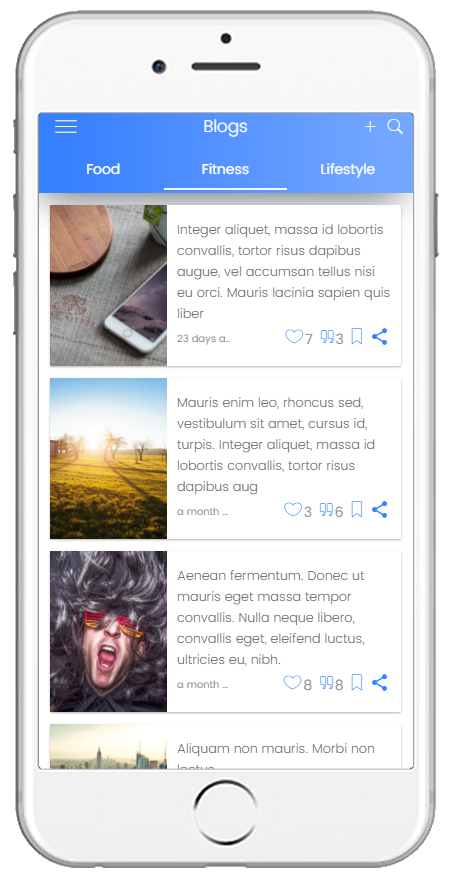 Blogs
Food Fitness Lifestyle
Integer aliquet, massa id lobortis
convallis, tortor risus dapibus
augue, vel accumsan tellus nisi
eu orci. Mauris lacinia sapien quis
liber
23 days a.. 7 3
Mauris enim leo, rhoncus sed,
vestibulum sit amet, cursus id,
turpis. Integer aliquet, massa id
lobortis convallis, tortor risus
dapibus aug
a month ... 3 6
Aenean fermentum. Donec ut
mauris eget massa tempor
convallis. Nulla neque libero,
convallis eget, eleifend luctus,
ultricies eu, nibh.
a month ... 8 8
Aliquam non mauris. Morbi non